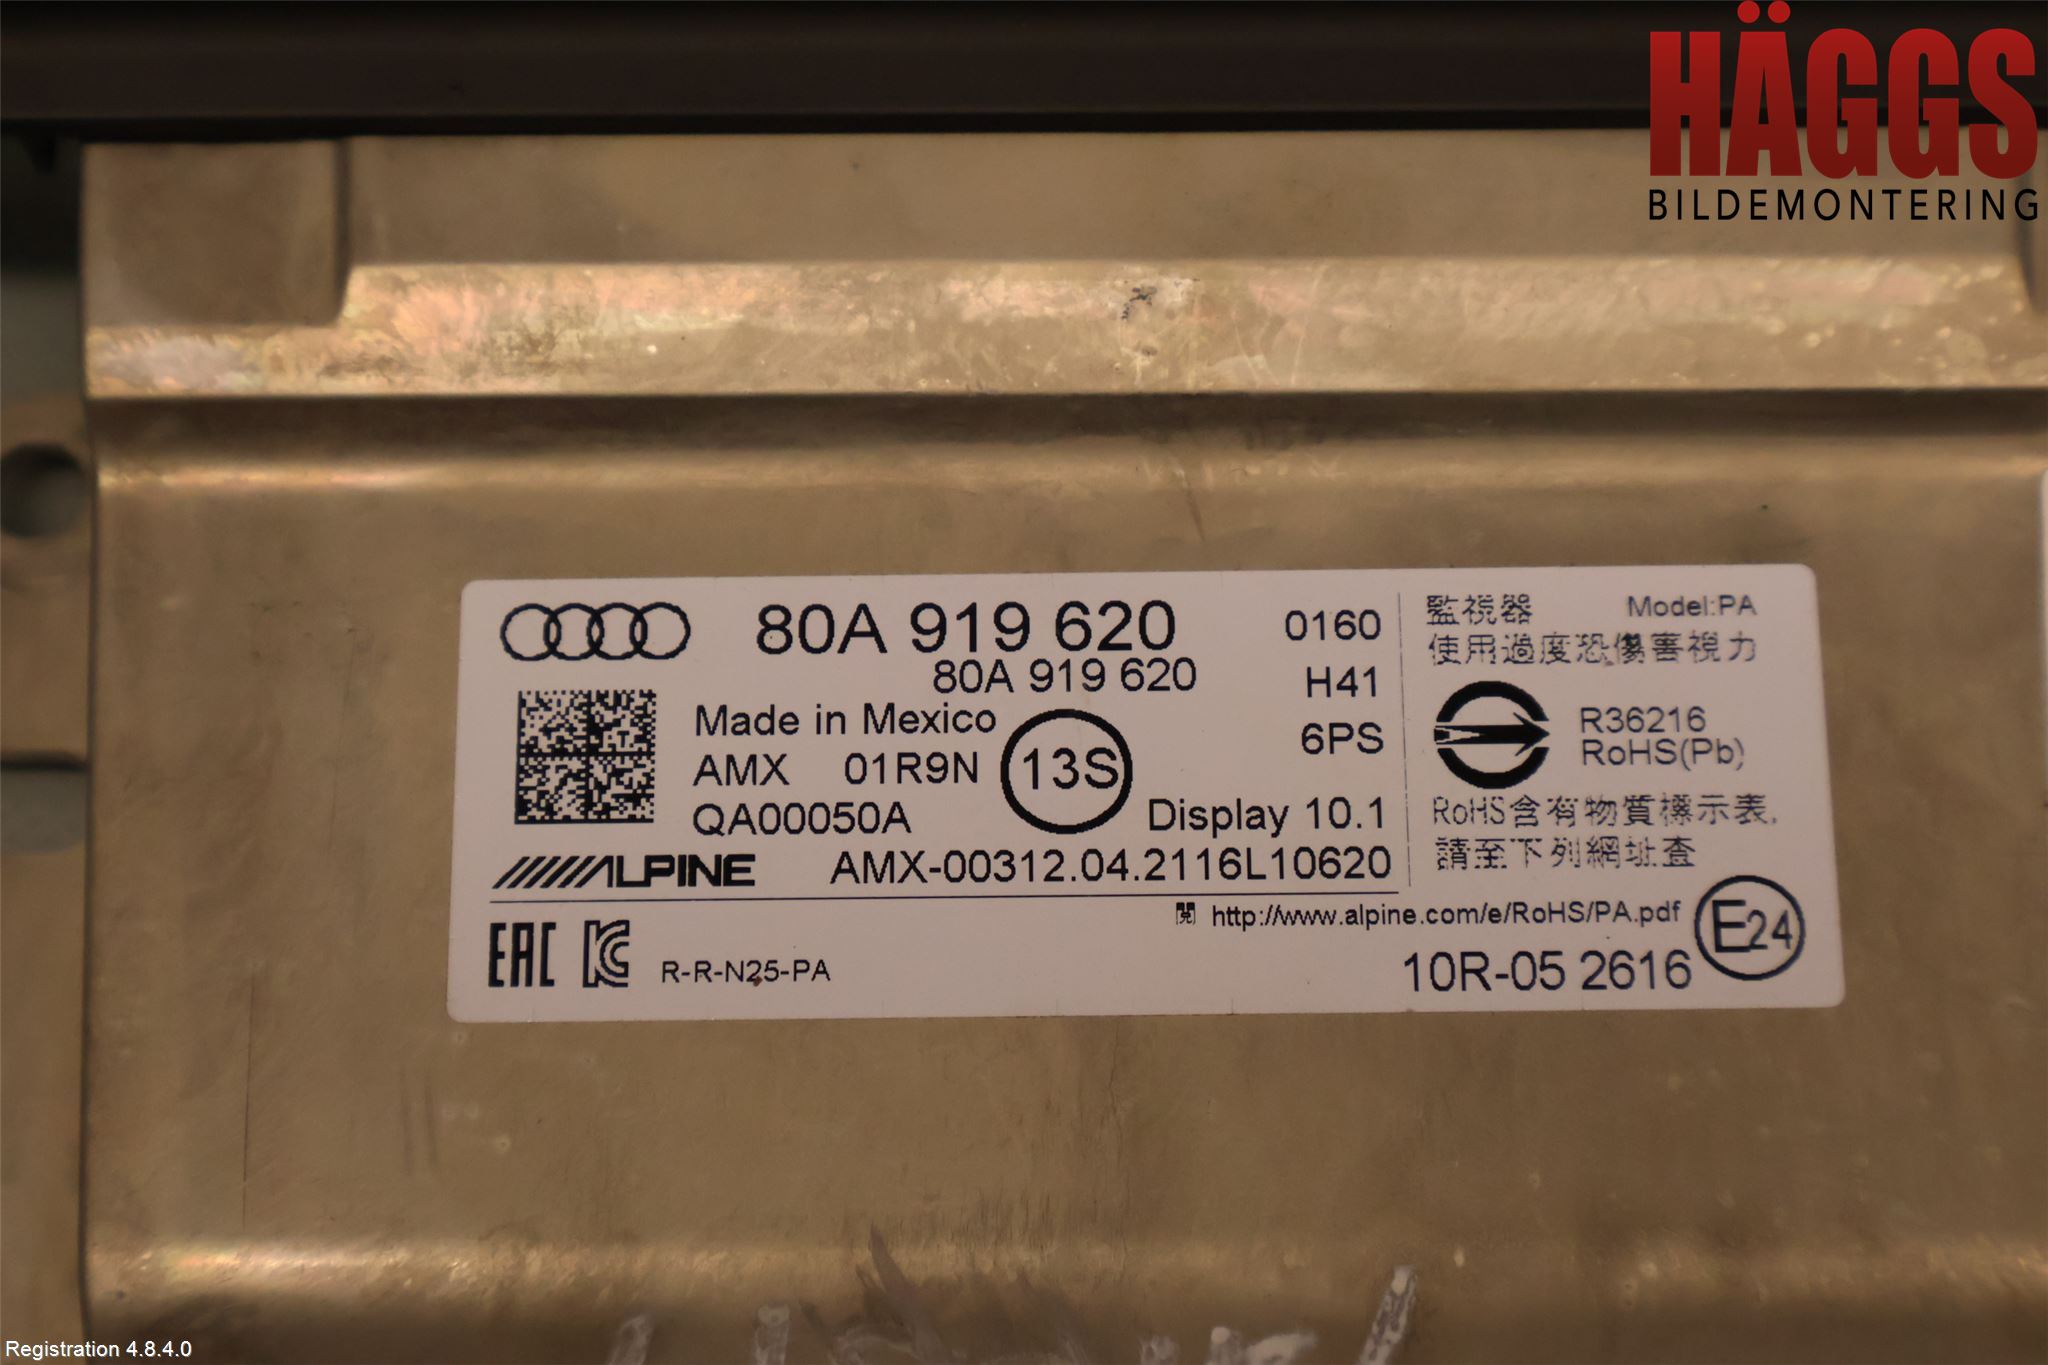 HÄGGS
BILDEMONTERING
80A 919 620
80A 919 620
0160
H41
6PS
Made in Mexico
AMX 01R9N
13S
QA00050A
Display 10.1
ALPINE
AMX-00312.04.2116L10620
EAC
KC
R-R-N25-PA
監視器 Model:PA
使用過度恐傷害視力
R36216
RoHS(Pb)
RoHS含有物質標示表,
請至下列網址查
http://www.alpine.com/e/RoHS/PA.pdf
10R-05 2616
E24
Registration 4.8.4.0